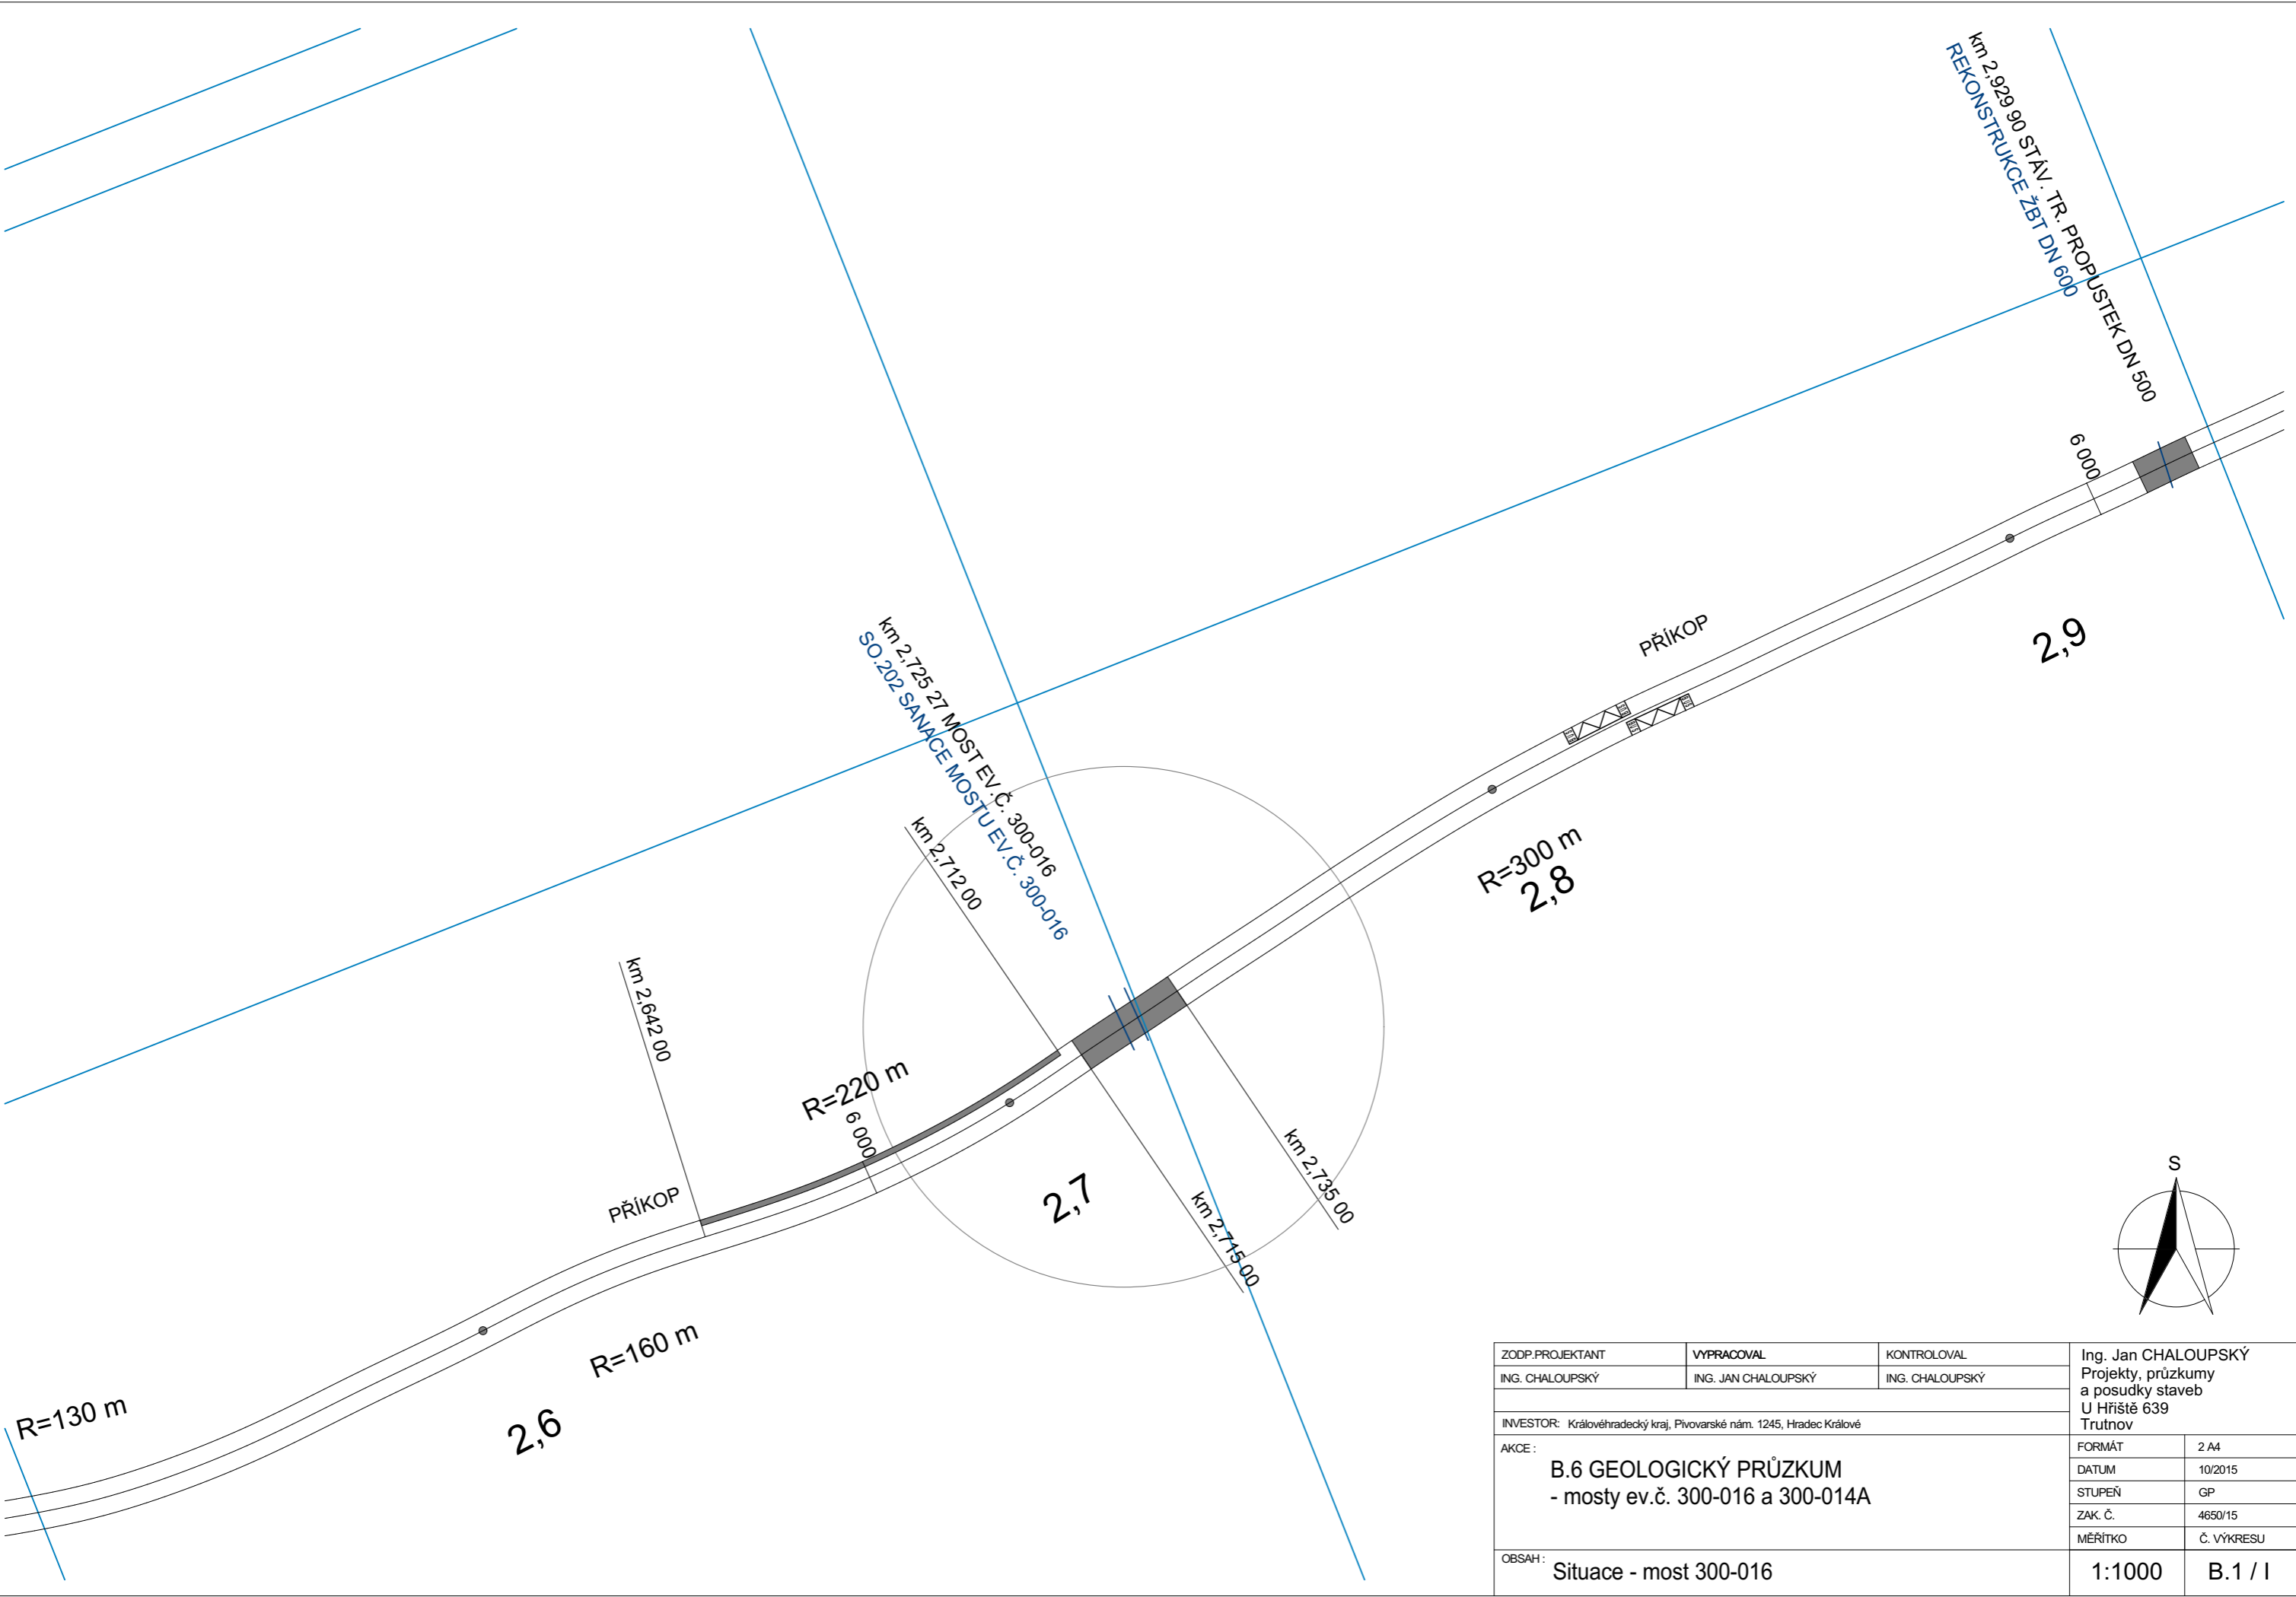 km 2,929 90 STÁV. TR. PROPUSTEK DN 500
REKONSTRUKCE ŽBT DN 600
6 000
PŘÍKOP
2,9
km 2,725 27 MOST EV.Č. 300-016
SO.202 SANACE MOSTU EV.Č. 300-016
km 2,712 00
R=300 m
2,8
km 2,642 00
R=220 m
6 000
PŘÍKOP
2,7
km 2,735 00
km 2,715 00
R=160 m
R=130 m
2,6
S
ZODP.PROJEKTANT
VYPRACOVAL
KONTROLOVAL
ING. CHALOUPSKÝ
ING. JAN CHALOUPSKÝ
ING. CHALOUPSKÝ
Ing. Jan CHALOUPSKÝ
Projekty, průzkumy
a posudky staveb
U Hřiště 639
Trutnov
INVESTOR: Královéhradecký kraj, Pivovarské nám. 1245, Hradec Králové
AKCE :
B.6 GEOLOGICKÝ PRŮZKUM
- mosty ev.č. 300-016 a 300-014A
FORMÁT 2 A4
DATUM 10/2015
STUPEŇ GP
ZAK. Č. 4650/15
MĚŘÍTKO Č. VÝKRESU
1:1000 B.1 / I
OBSAH : Situace - most 300-016